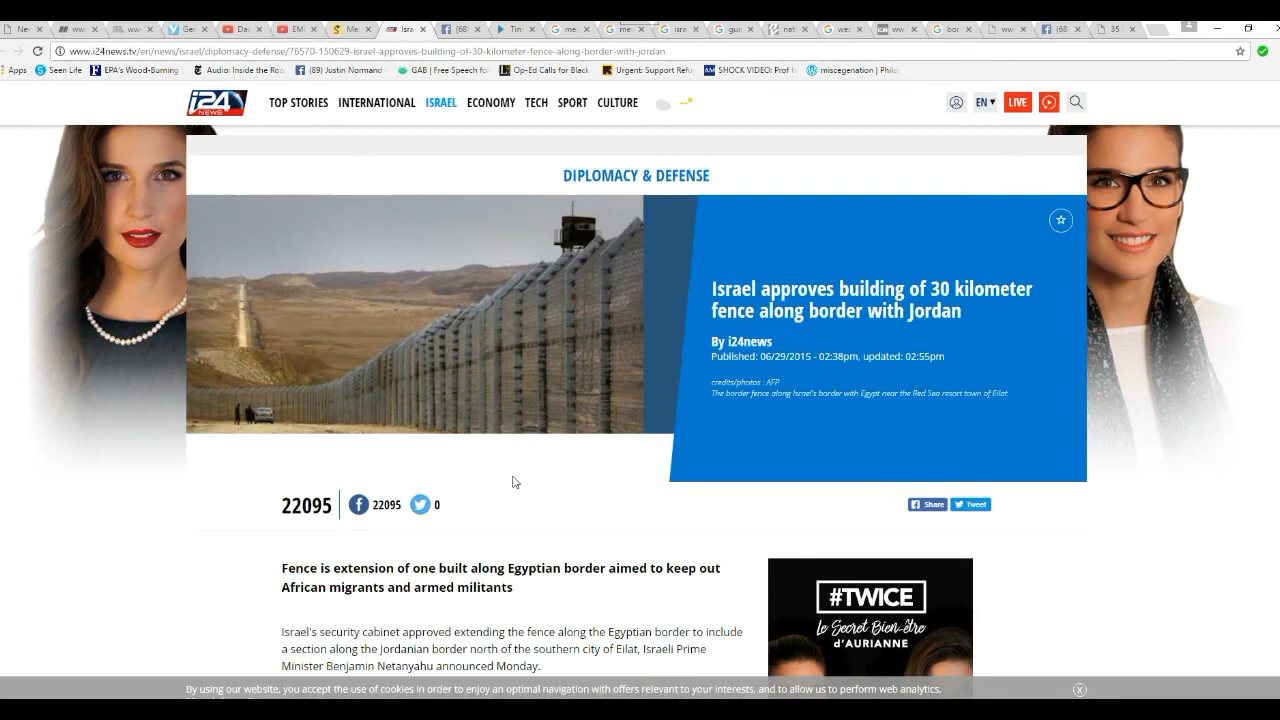 www.i24news.tv/en/news/israel/diplomacy-defense/76570-150629-israel-approves-building-of-30-kilometer-fence-along-border-with-jordan
Apps Seen Life EPA's Wood-Burning Audio: Inside the Roo (89) Justin Normand - GAB | Free Speech fo Op-Ed Calls for Black Urgent: Support Refu SHOCK VIDEO: Prof H miscegenation | Philo
i24 NEWS TOP STORIES INTERNATIONAL ISRAEL ECONOMY TECH SPORT CULTURE --° EN LIVE
DIPLOMACY & DEFENSE
Israel approves building of 30 kilometer
fence along border with Jordan
By i24news
Published: 06/29/2015 - 02:38pm, updated: 02:55pm
credits/photos : AFP
The border fence along Israel's border with Egypt near the Red Sea resort town of Eilat
22095 22095 0 Share Tweet
Fence is extension of one built along Egyptian border aimed to keep out
African migrants and armed militants
Israel's security cabinet approved extending the fence along the Egyptian border to include
a section along the Jordanian border north of the southern city of Eilat, Israeli Prime
Minister Benjamin Netanyahu announced Monday.
#TWICE
Le Secret Bien-être
d'AURIANNE
By using our website, you accept the use of cookies in order to enjoy an optimal navigation with offers relevant to your interests, and to allow us to perform web analytics.